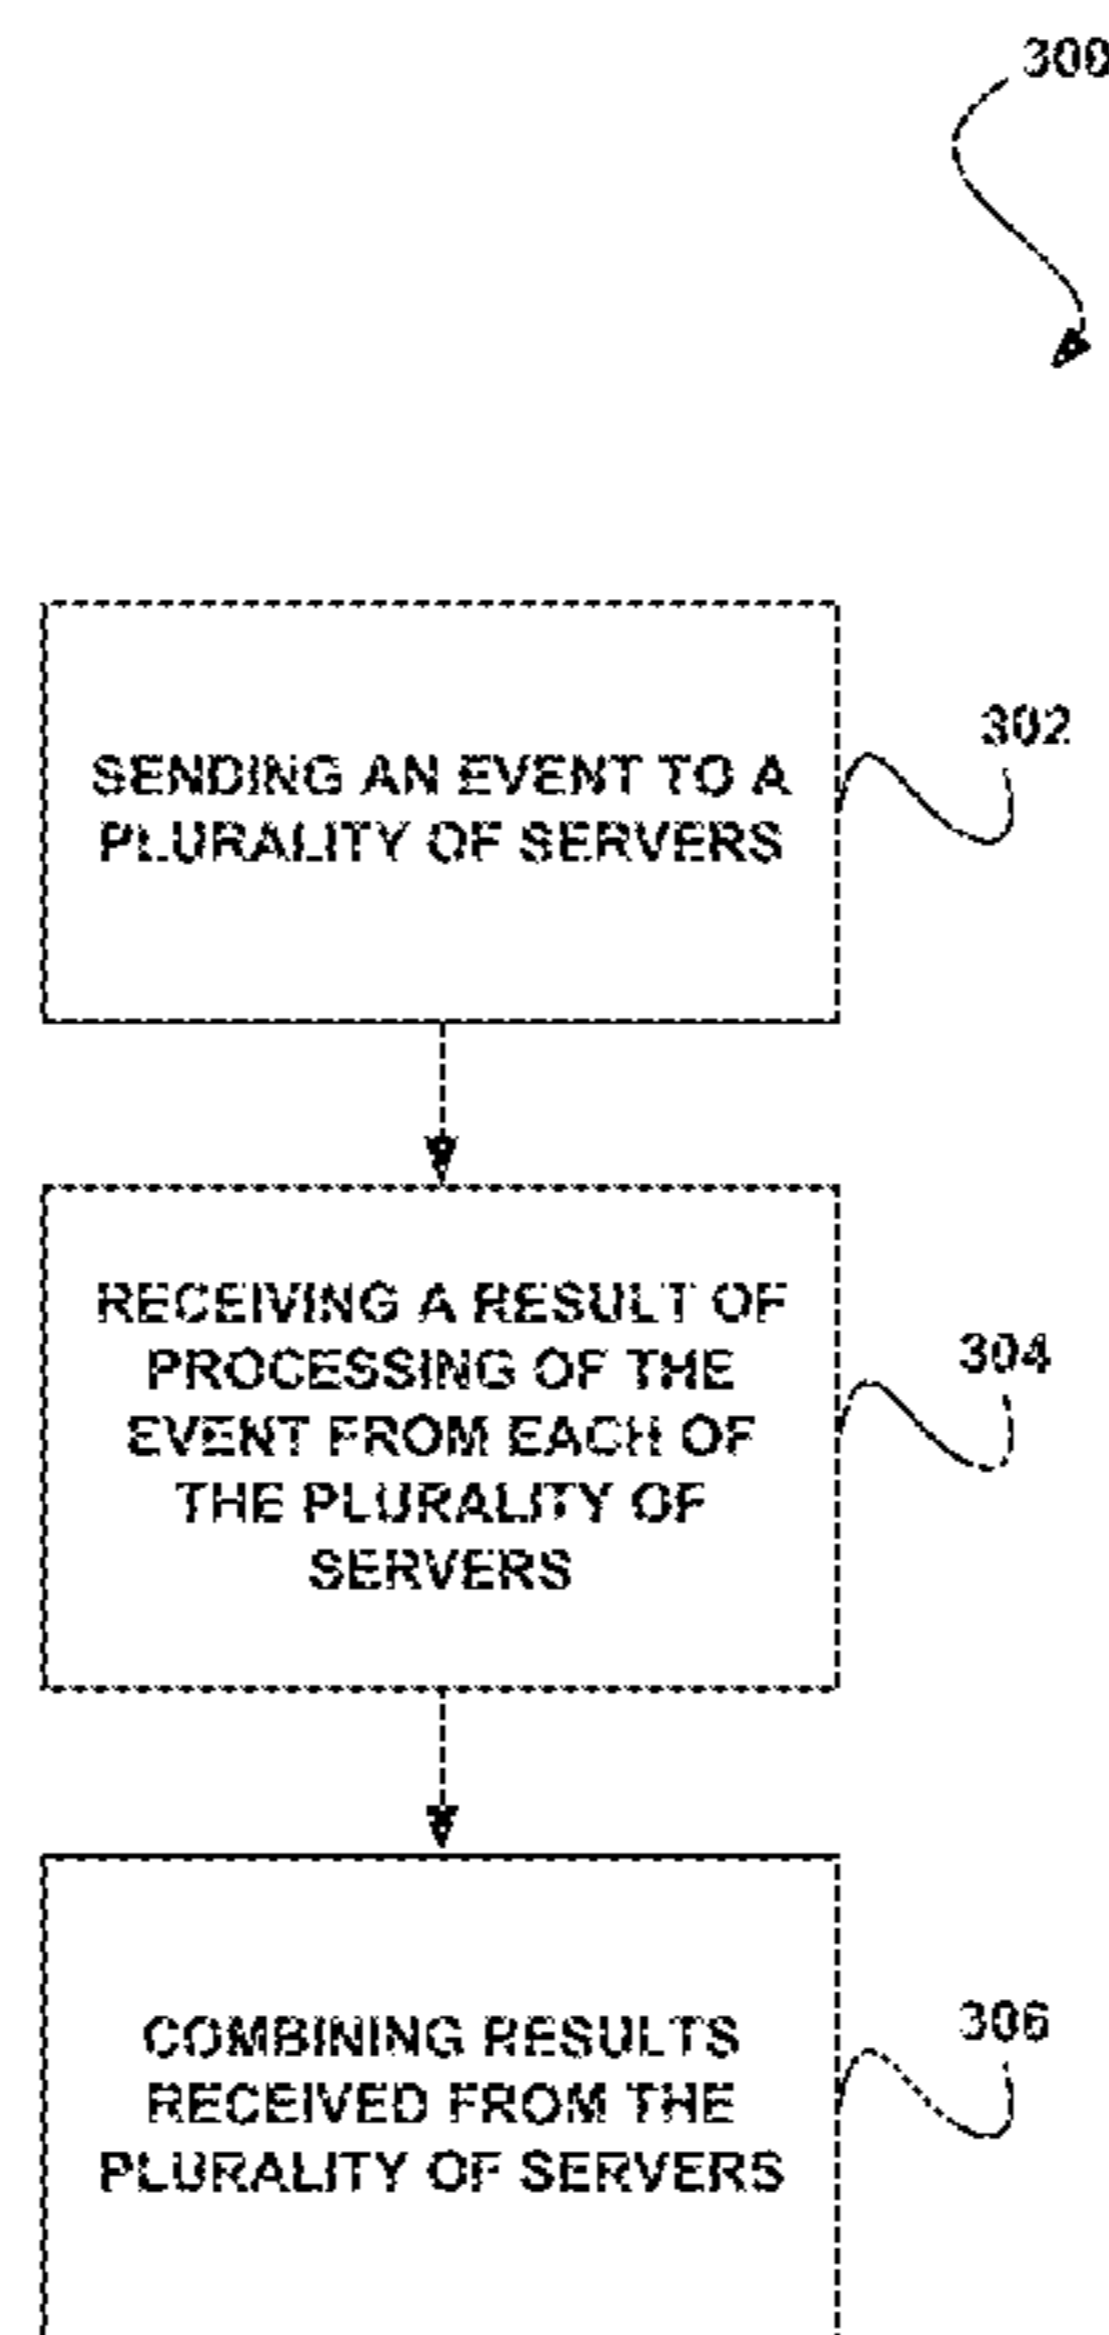 300
SENDING AN EVENT TO A
PLURALITY OF SERVERS
302
RECEIVING A RESULT OF
PROCESSING OF THE
EVENT FROM EACH OF
THE PLURALITY OF
SERVERS
304
COMBINING RESULTS
RECEIVED FROM THE
PLURALITY OF SERVERS
306